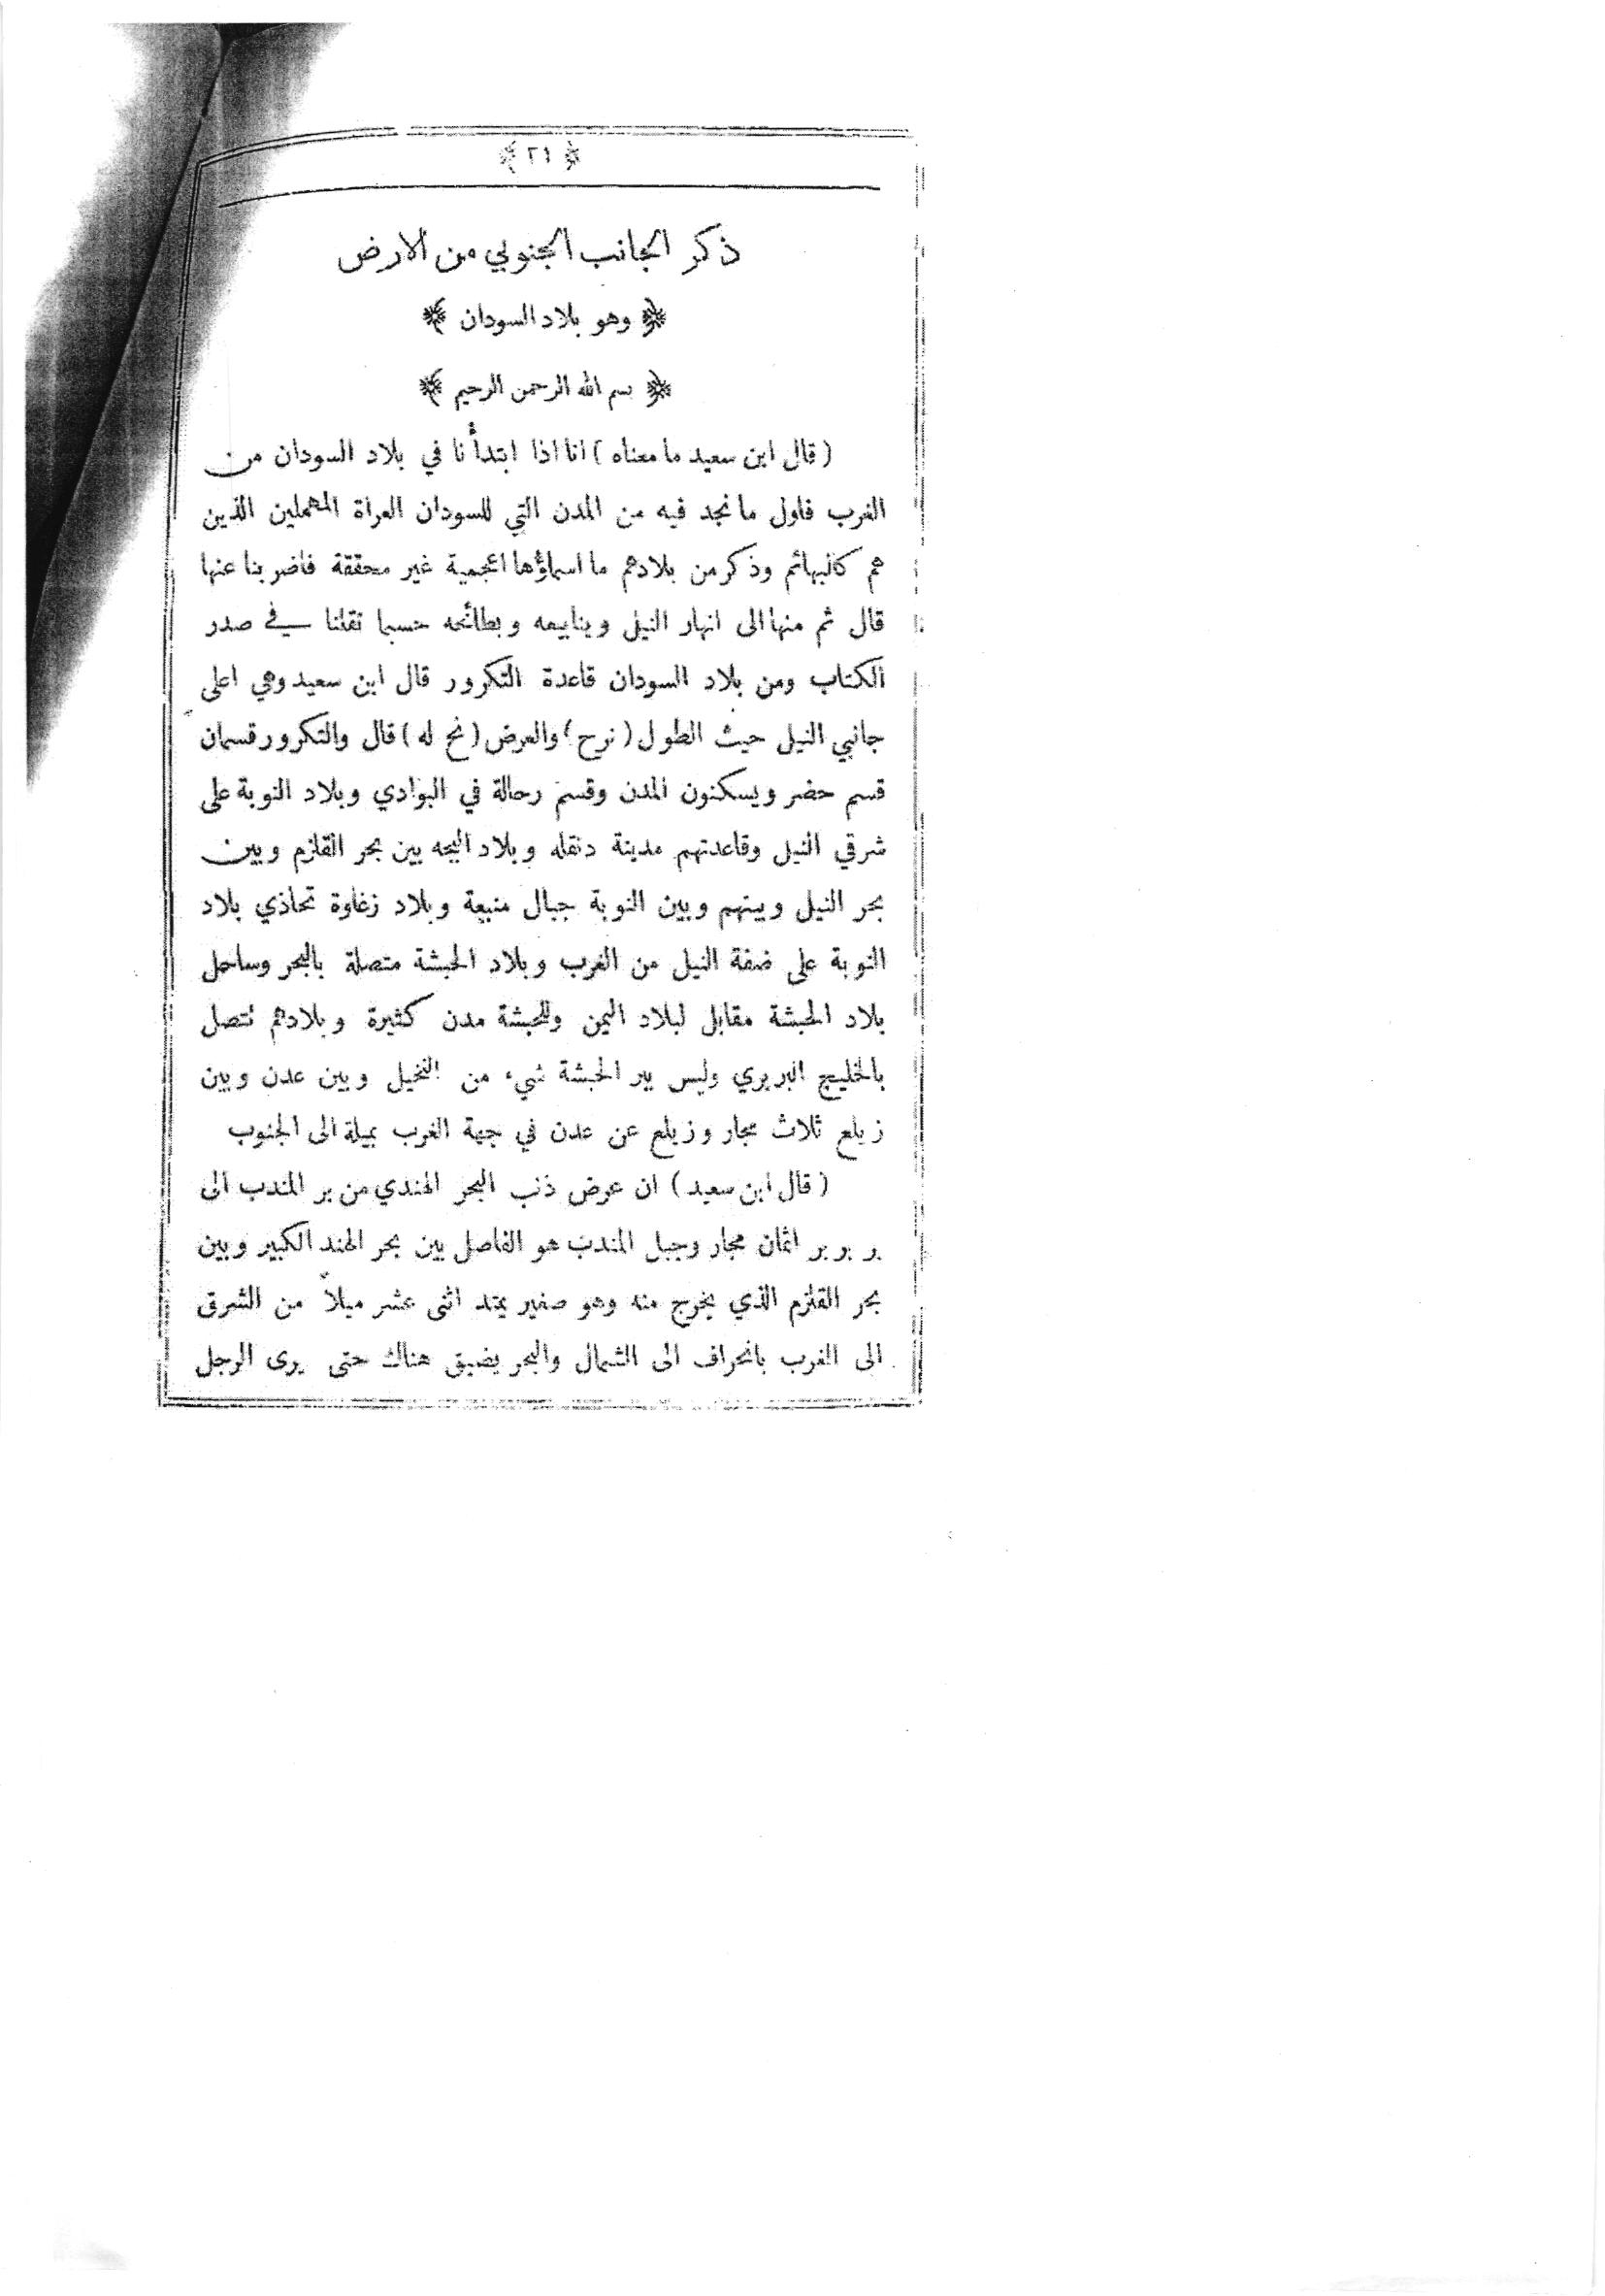 ﴿ ٢١ ﴾
ذكر الجانب الجنوبي من الارض
﴿ وهو بلاد السودان ﴾
﴿ بسم الله الرحمن الرحيم ﴾
( قال ابن سعيد ما معناه ) انا اذا ابتدأنا في بلاد السودان من
الغرب فاول ما نجد فيه من المدن التي للسودان العراة المهملين الذين
هم كالبهائم وذكر من بلادهم ما اسماؤها اعجمية غير محققة فاضربنا عنها
قال ثم منها الى انهار النيل وينابيعه وبطائحه حسبما نقلنا في صدر
الكتاب ومن بلاد السودان قاعدة التكرور قال ابن سعيد وهي اعلى
جانبي النيل حيث الطول ( نرح ) والعرض ( نح له ) قال والتكرور قسمان
قسم حضر ويسكنون المدن وقسم رحالة في البوادي وبلاد النوبة على
شرقي النيل وقاعدتهم مدينة دنقله وبلاد البجه بين بحر القلزم وبين
بحر النيل وبينهم وبين النوبة جبال منيعة وبلاد زغاوة تحاذي بلاد
النوبة على ضفة النيل من الغرب وبلاد الحبشة متصلة بالبحر وساحل
بلاد الحبشة مقابل لبلاد اليمن وللحبشة مدن كثيرة وبلادهم تتصل
بالخليج البربري وليس ببر الحبشة شيء من النخيل وبين عدن وبين
زيلع ثلاث مجار وزيلع عن عدن في جهة الغرب بميلة الى الجنوب
( قال ابن سعيد ) ان عرض ذنب البحر الهندي من بر المندب الى
بر بربر اثمان مجار وجبل المندب هو الفاصل بين بحر الهند الكبير وبين
بحر القلزم الذي يخرج منه وهو صغير يمتد اثنى عشر ميلاً من الشرق
الى الغرب بانحراف الى الشمال والبحر يضيق هناك حتى يرى الرجل